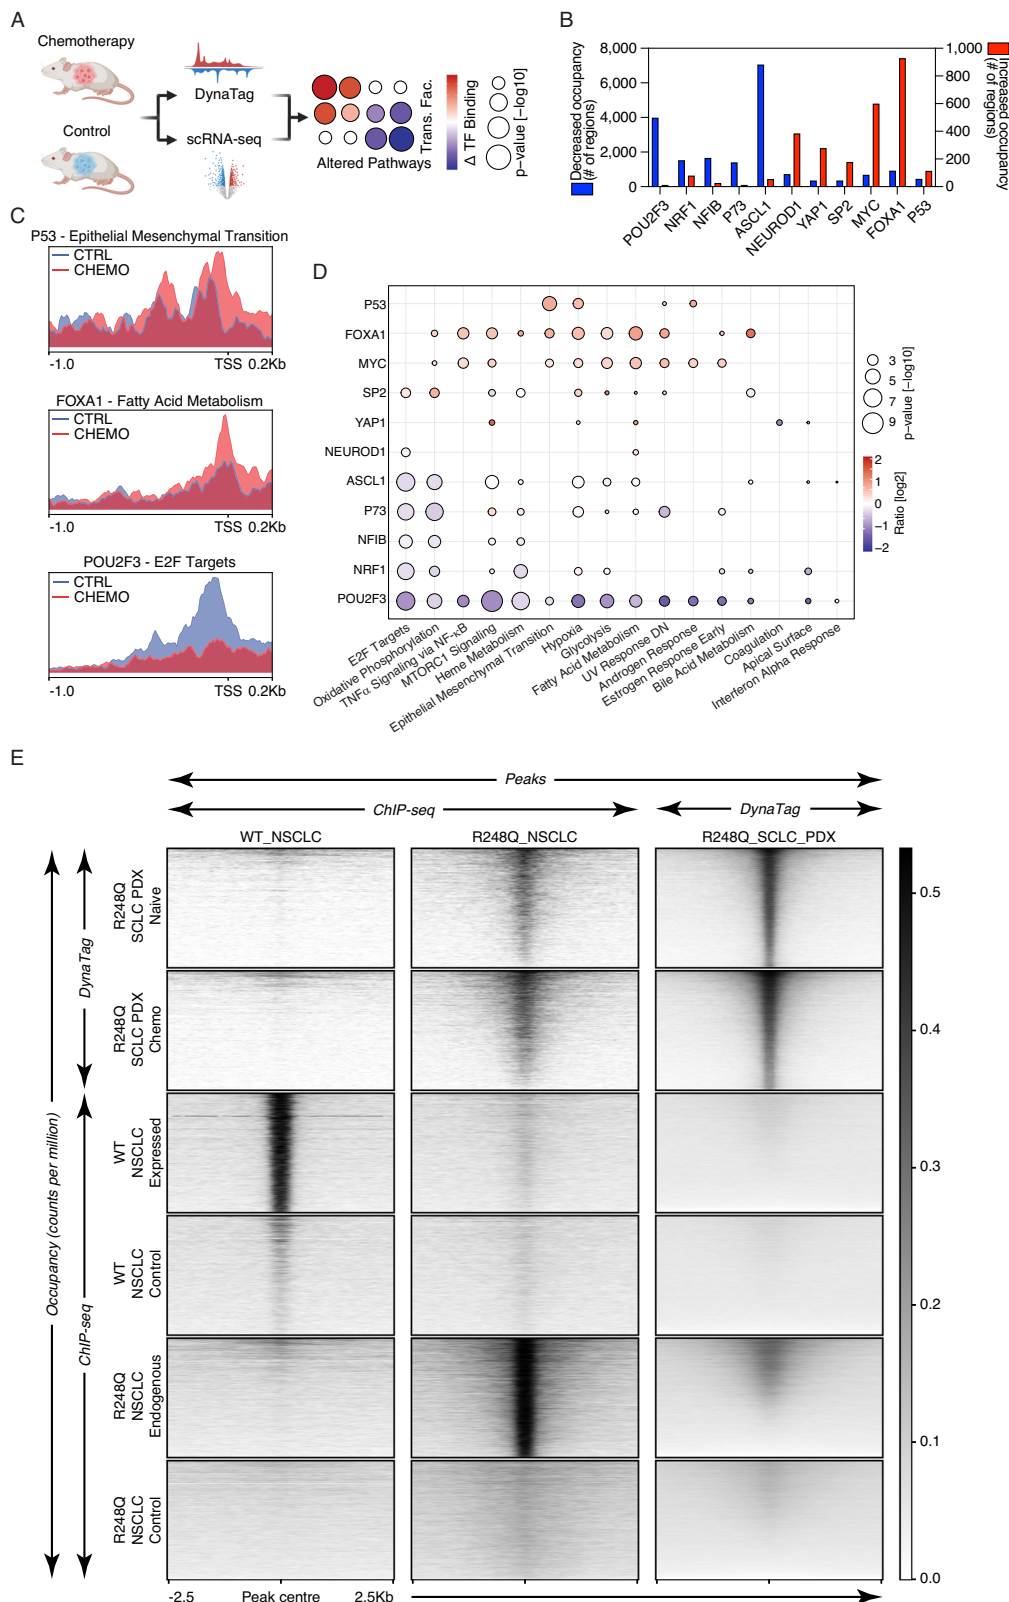 A
Chemotherapy
Control
DynaTag
scRNA-seq
Altered Pathways
Trans. Fac.
Δ TF Binding
p-value [-log10]
B
Decreased occupancy
(# of regions)
8,000
6,000
4,000
2,000
0
1,000
800
600
400
200
0
Increased occupancy
(# of regions)
POU2F3
NRF1
NFIB
P73
ASCL1
NEUROD1
YAP1
SP2
MYC
FOXA1
P53
C
P53 - Epithelial Mesenchymal Transition
CTRL
CHEMO
-1.0 TSS 0.2Kb
FOXA1 - Fatty Acid Metabolism
CTRL
CHEMO
-1.0 TSS 0.2Kb
POU2F3 - E2F Targets
CTRL
CHEMO
-1.0 TSS 0.2Kb
D
P53
FOXA1
MYC
SP2
YAP1
NEUROD1
ASCL1
P73
NFIB
NRF1
POU2F3
E2F Targets
Oxidative Phosphorylation
TNFα Signaling via NF-κB
MTORC1 Signaling
Heme Metabolism
Epithelial Mesenchymal Transition
Hypoxia
Glycolysis
Fatty Acid Metabolism
UV Response DN
Androgen Response
Estrogen Response Early
Bile Acid Metabolism
Coagulation
Apical Surface
Interferon Alpha Response
3
5
7
9
p-value [-log10]
2
1
0
−1
−2
Ratio [log2]
E
Peaks
ChIP-seq
DynaTag
WT_NSCLC
R248Q_NSCLC
R248Q_SCLC_PDX
Occupancy (counts per million)
DynaTag
ChIP-seq
R248Q
SCLC PDX
Naive
R248Q
SCLC PDX
Chemo
WT
NSCLC
Expressed
WT
NSCLC
Control
R248Q
NSCLC
Endogenous
R248Q
NSCLC
Control
-2.5 Peak centre 2.5Kb
0.5
0.4
0.3
0.2
0.1
0.0